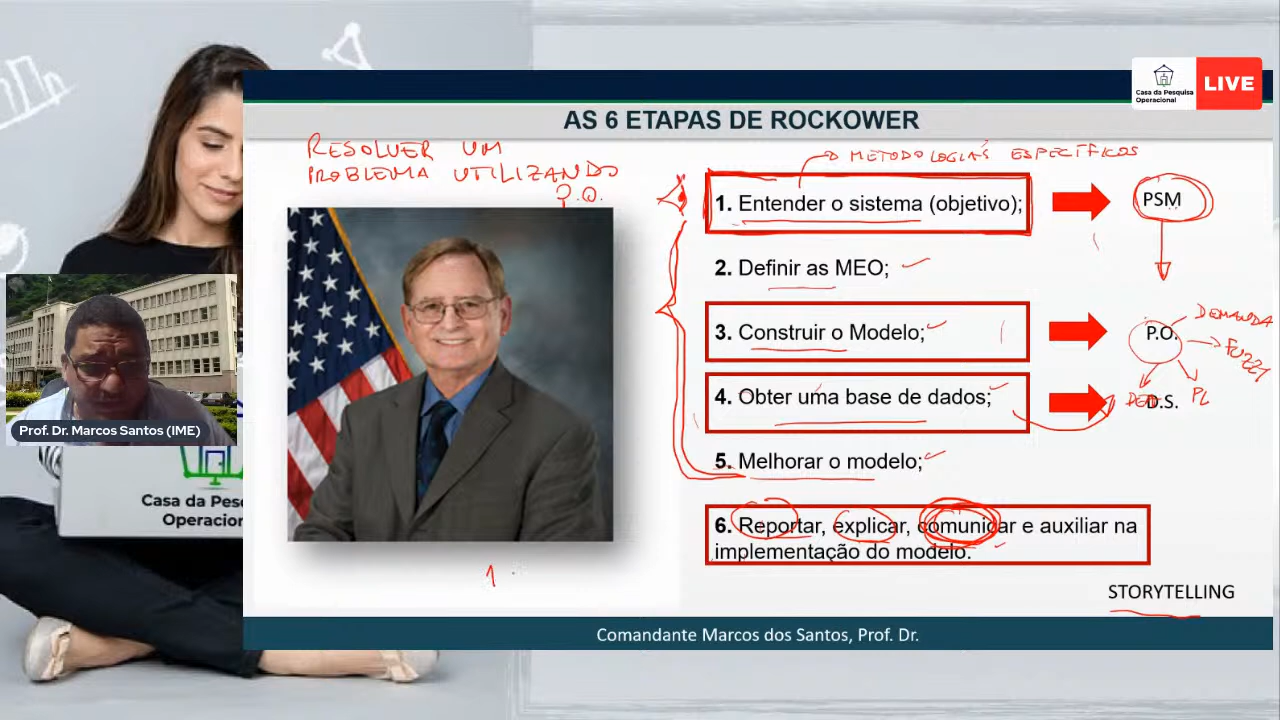 Casa da Pesquisa
Operacional
LIVE
AS 6 ETAPAS DE ROCKOWER
RESOLVER UM
PROBLEMA UTILIZANDO
P.O.
METODOLOGIAS ESPECÍFICOS
1. Entender o sistema (objetivo);
PSM
2. Definir as MEO;
3. Construir o Modelo;
P.O.
DEMANDA
FUZZY
PL
4. Obter uma base de dados;
D.S.
5. Melhorar o modelo;
6. Reportar, explicar, comunicar e auxiliar na
implementação do modelo.
1
STORYTELLING
Comandante Marcos dos Santos, Prof. Dr.
Prof. Dr. Marcos Santos (IME)
Casa da Pes
Operacion